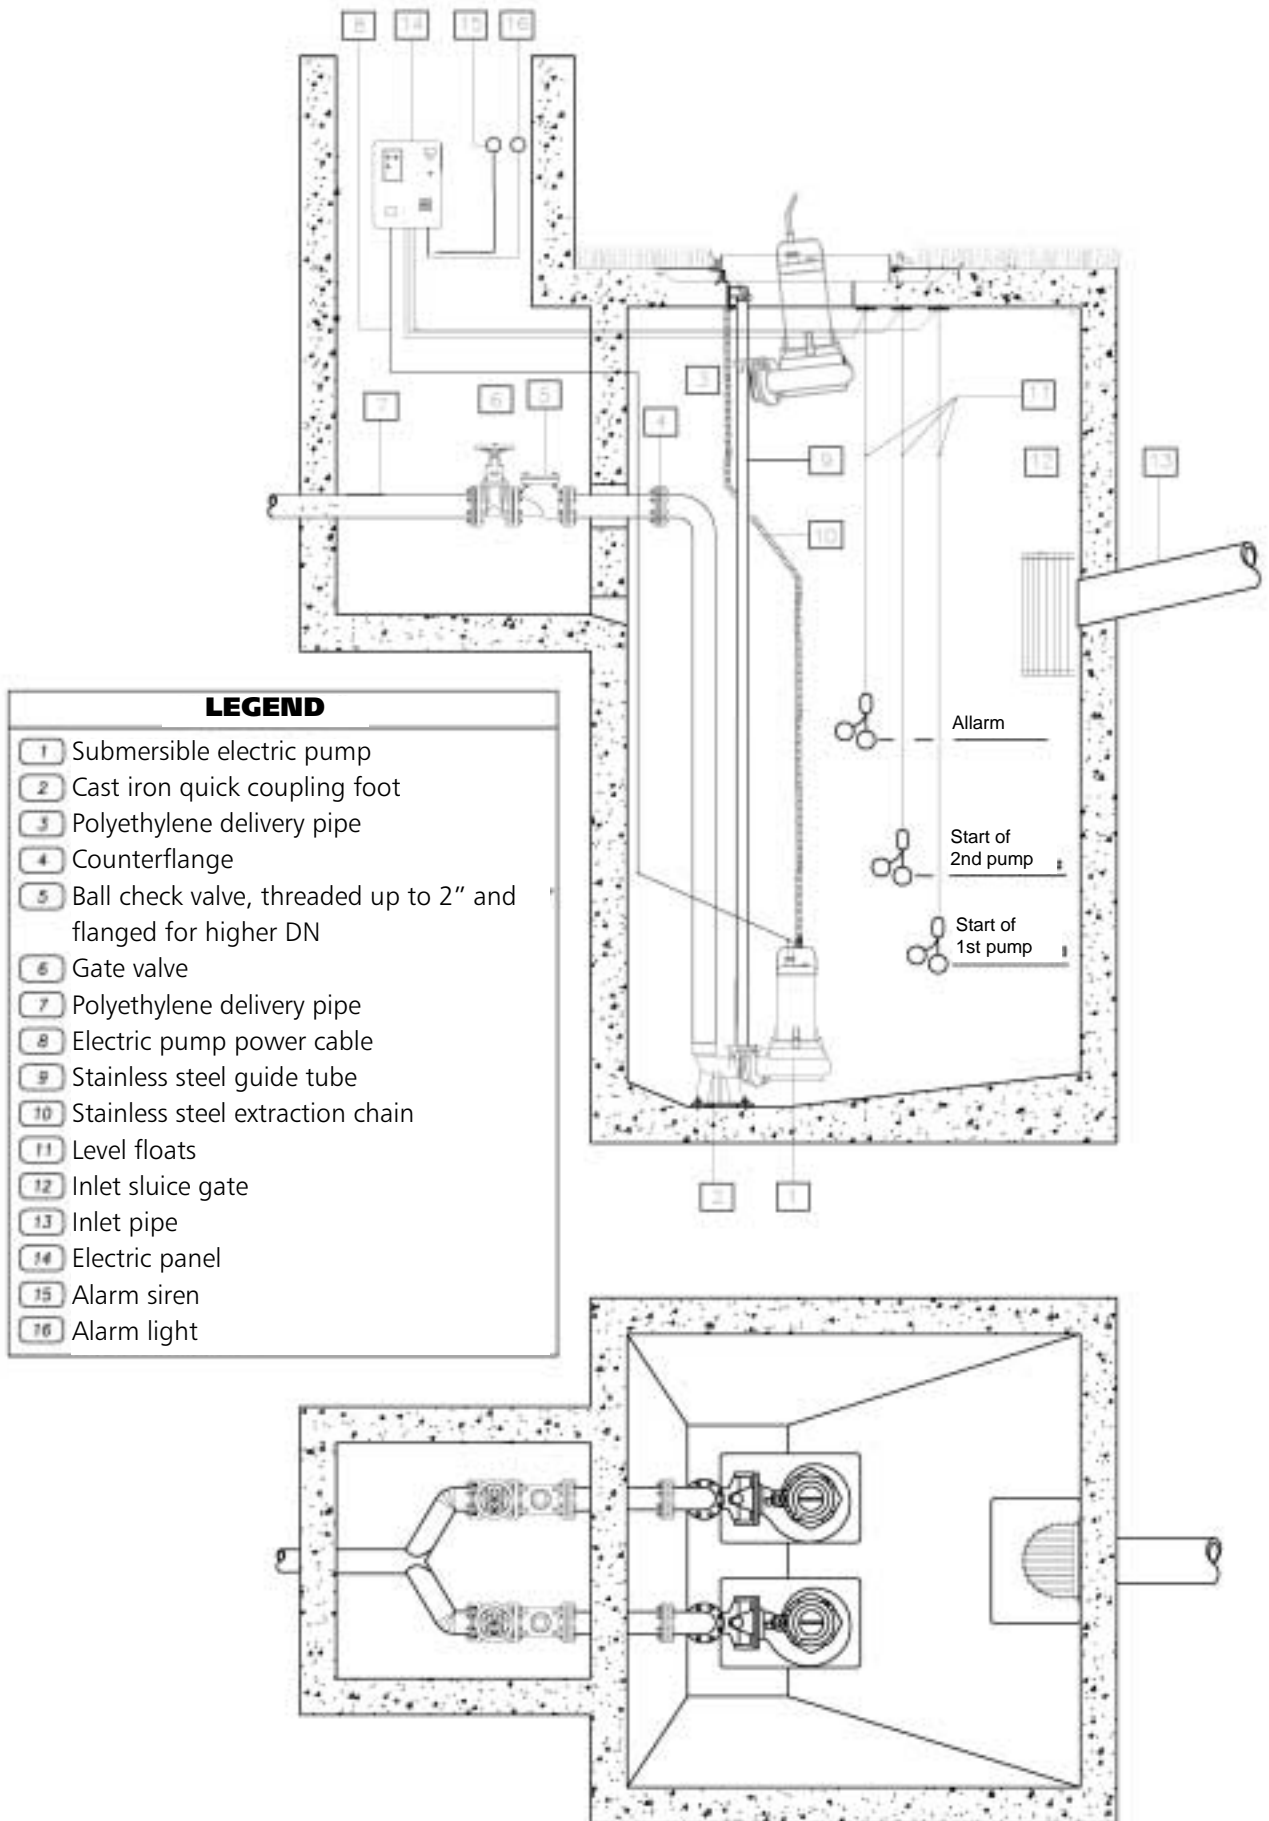 8 14 15 16
3
11
7 6 5
4
9 12 13
10
LEGEND
1 Submersible electric pump
2 Cast iron quick coupling foot
3 Polyethylene delivery pipe
4 Counterflange
5 Ball check valve, threaded up to 2” and
flanged for higher DN
6 Gate valve
7 Polyethylene delivery pipe
8 Electric pump power cable
9 Stainless steel guide tube
10 Stainless steel extraction chain
11 Level floats
12 Inlet sluice gate
13 Inlet pipe
14 Electric panel
15 Alarm siren
16 Alarm light
Allarm
Start of
2nd pump
Start of
1st pump
2 1